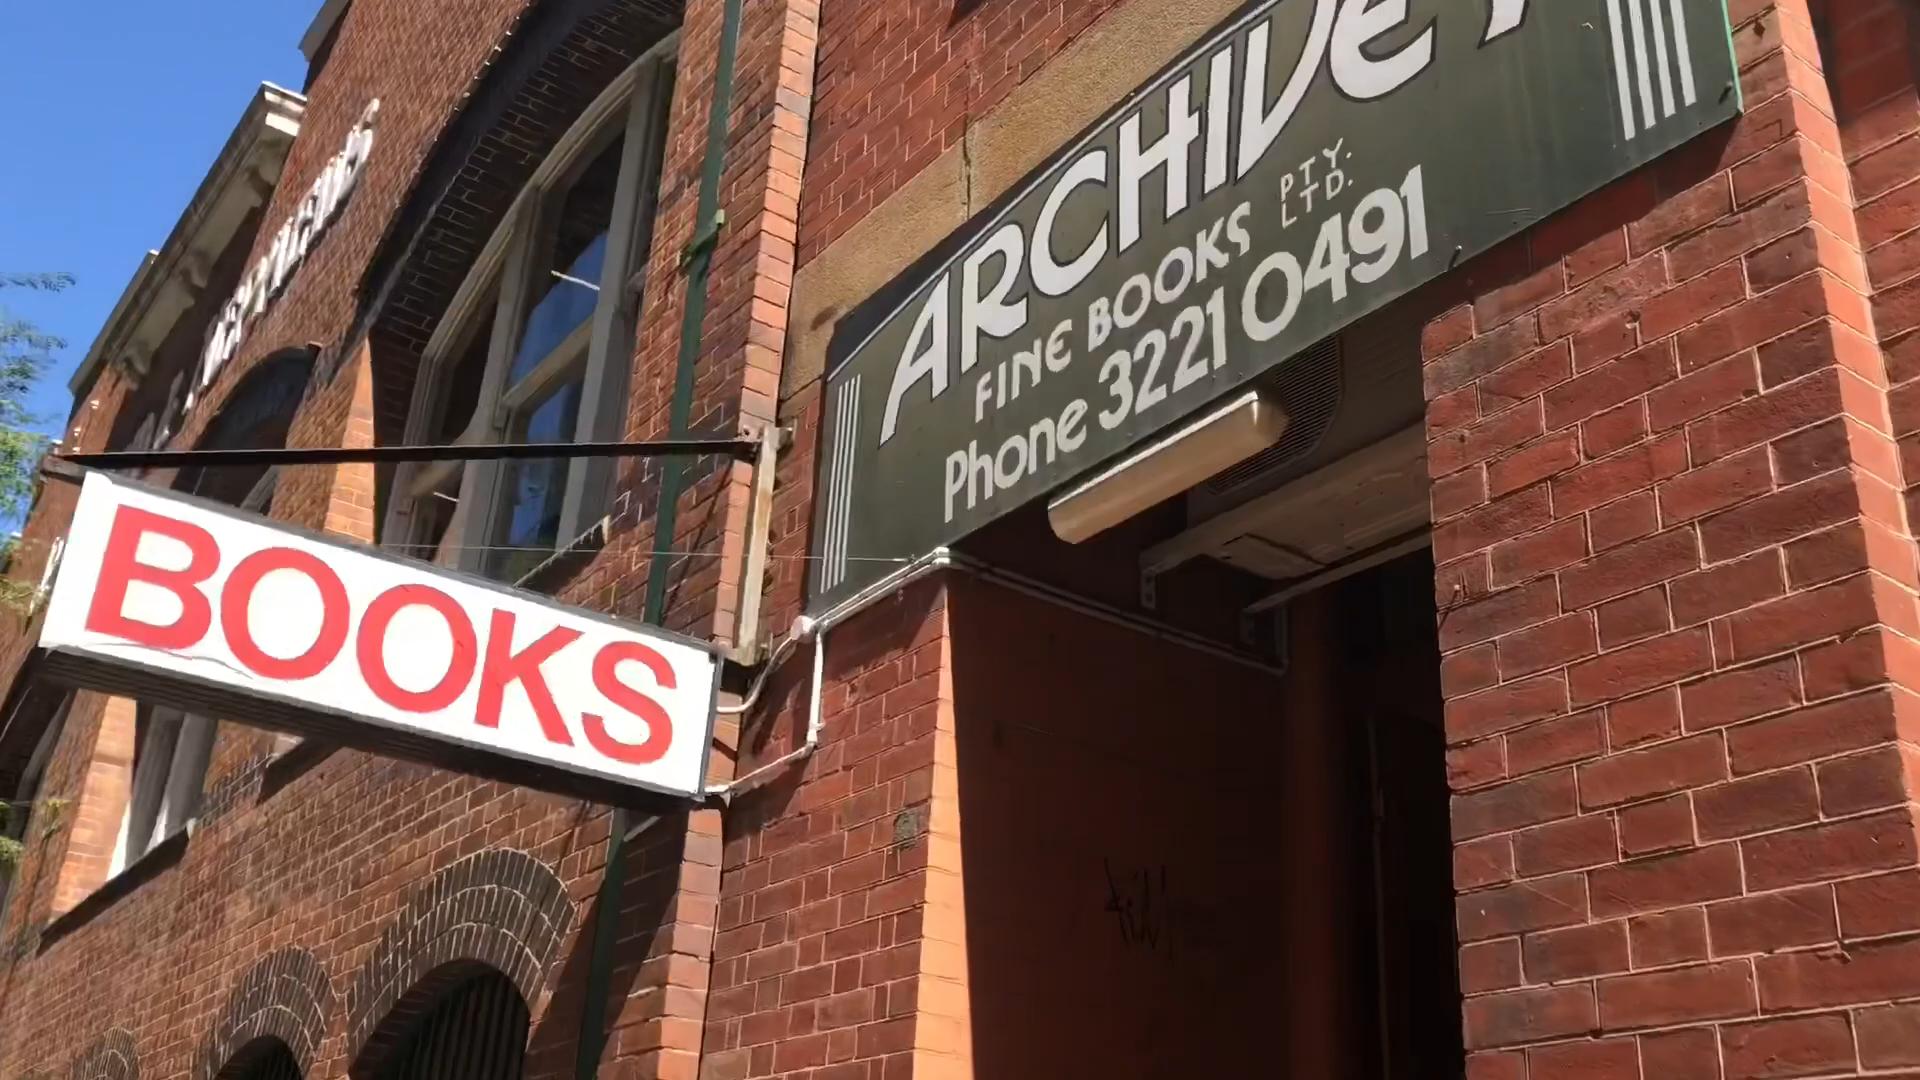 BOOKS
ARCHIVE
FINE BOOKS PTY.
LTD.
Phone 3221 0491